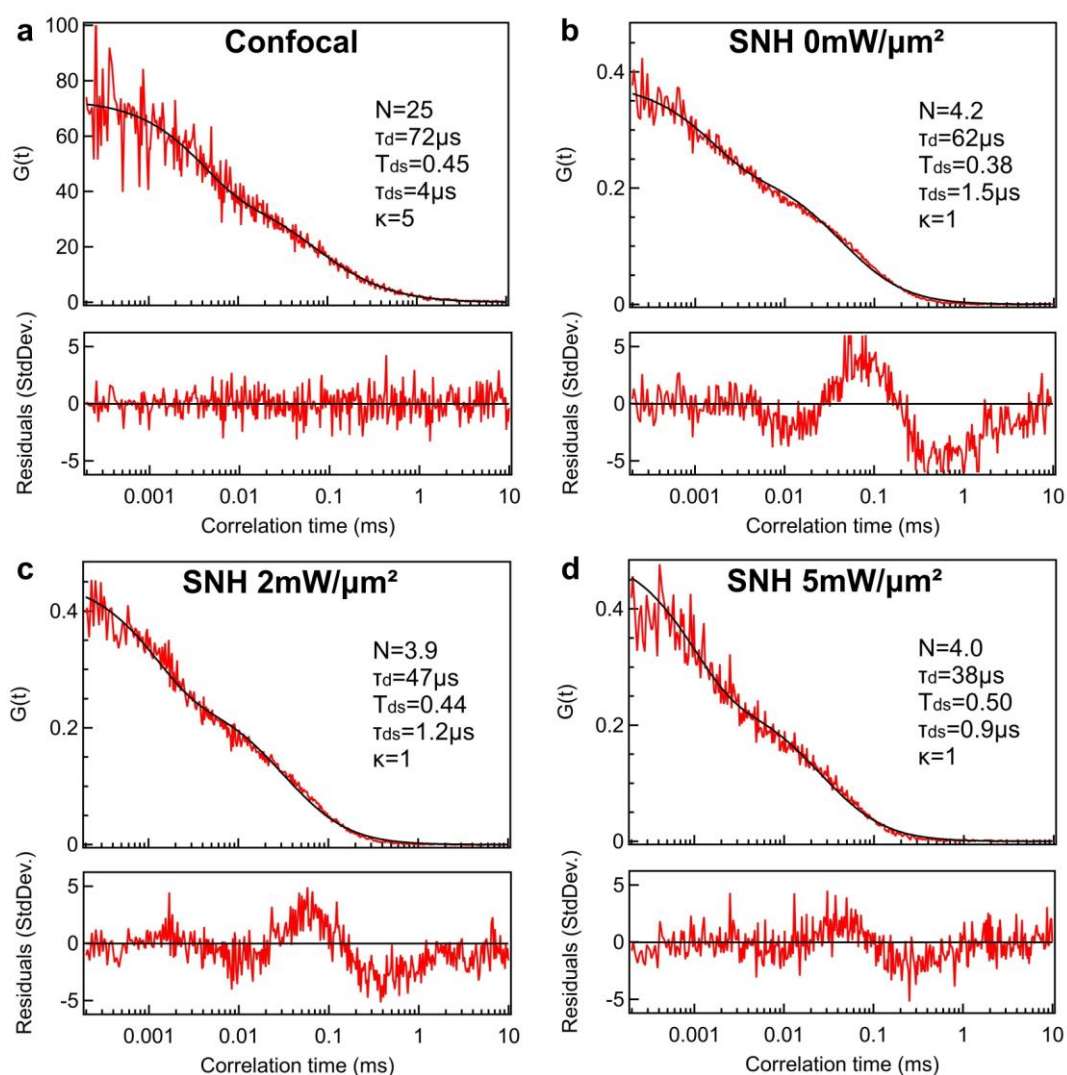 a
Confocal
100
80
60
40
20
0
G(t)
N=25
τd=72µs
Tds=0.45
τds=4µs
κ=5
5
0
-5
Residuals (StdDev.)
0.001 0.01 0.1 1 10
Correlation time (ms)
b
SNH 0mW/µm²
0.4
0.2
0
G(t)
N=4.2
τd=62µs
Tds=0.38
τds=1.5µs
κ=1
5
0
-5
Residuals (StdDev.)
0.001 0.01 0.1 1 10
Correlation time (ms)
c
SNH 2mW/µm²
0.4
0.2
0
G(t)
N=3.9
τd=47µs
Tds=0.44
τds=1.2µs
κ=1
5
0
-5
Residuals (StdDev.)
0.001 0.01 0.1 1 10
Correlation time (ms)
d
SNH 5mW/µm²
0.4
0.2
0
G(t)
N=4.0
τd=38µs
Tds=0.50
τds=0.9µs
κ=1
5
0
-5
Residuals (StdDev.)
0.001 0.01 0.1 1 10
Correlation time (ms)